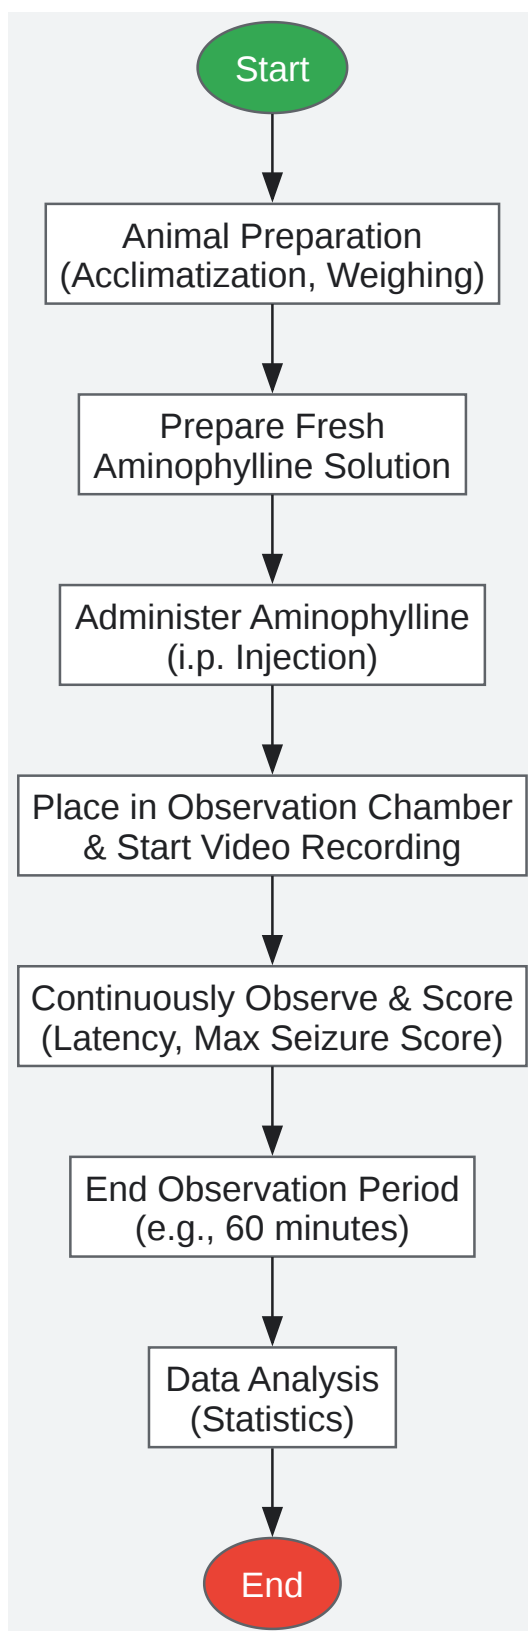 Start
Animal Preparation
(Acclimatization, Weighing)
Prepare Fresh
Aminophylline Solution
Administer Aminophylline
(i.p. Injection)
Place in Observation Chamber
& Start Video Recording
Continuously Observe & Score
(Latency, Max Seizure Score)
End Observation Period
(e.g., 60 minutes)
Data Analysis
(Statistics)
End